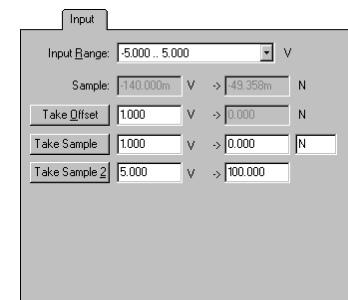 Input
Input Range: -5.000 .. 5.000 V
Sample: -140.000m V -> -49.358m N
Take Offset 1.000 V -> 0.000 N
Take Sample 1.000 V -> 0.000 N
Take Sample 2 5.000 V -> 100.000